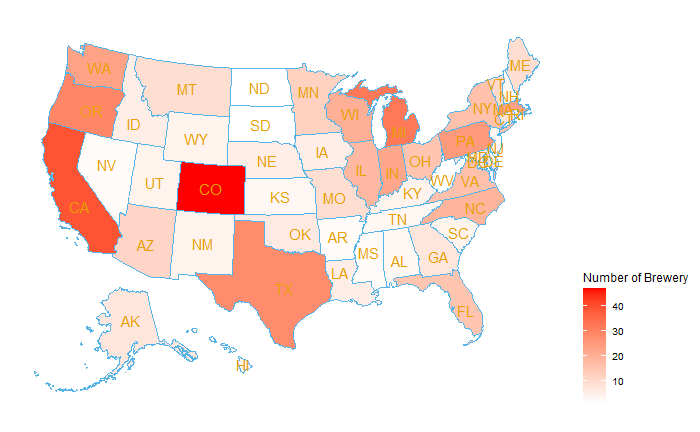 ME
WA
MT
ND
MN
VT
NH
OR
ID
SD
WI
NY
MA
MI
WY
IA
PA
NJ
NE
OH
DE
NV
IL
IN
UT
CO
WV
VA
CA
KS
MO
KY
NC
TN
OK
AZ
NM
AR
SC
MS
AL
GA
TX
LA
FL
AK
HI
Number of Brewery
40
30
20
10